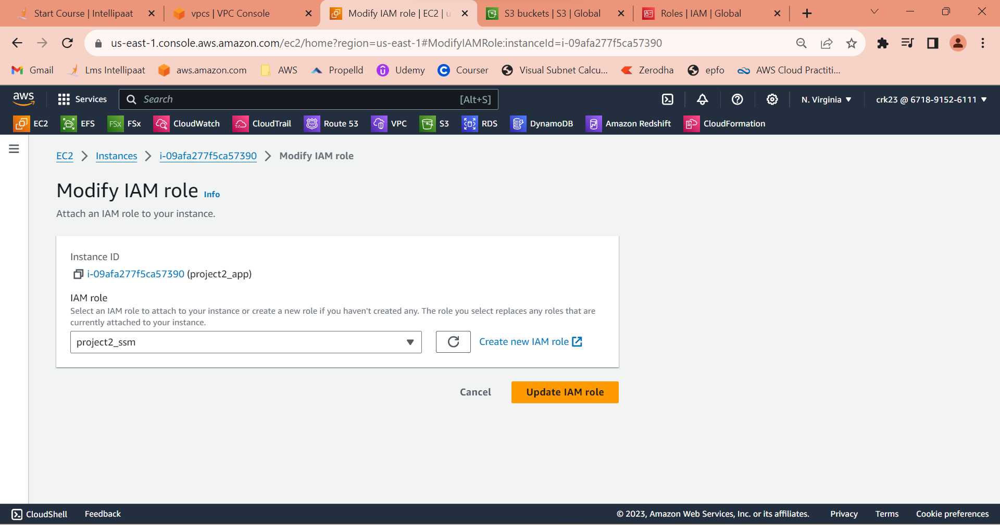 Start Course | Intellipaat
vpcs | VPC Console
Modify IAM role | EC2 | u
S3 buckets | S3 | Global
Roles | IAM | Global
us-east-1.console.aws.amazon.com/ec2/home?region=us-east-1#ModifyIAMRole:instanceId=i-09afa277f5ca57390
Gmail
Lms Intellipaat
aws.amazon.com
AWS
Propelld
Udemy
Courser
Visual Subnet Calcu...
Zerodha
epfo
AWS Cloud Practiti...
aws
Services
Search
[Alt+S]
N. Virginia
crk23 @ 6718-9152-6111
EC2
EFS
FSx
FSx
CloudWatch
CloudTrail
53
Route 53
VPC
S3
RDS
DynamoDB
Amazon Redshift
CloudFormation
EC2 > Instances > i-09afa277f5ca57390 > Modify IAM role
Modify IAM role Info
Attach an IAM role to your instance.
Instance ID
i-09afa277f5ca57390 (project2_app)
IAM role
Select an IAM role to attach to your instance or create a new role if you haven't created any. The role you select replaces any roles that are
currently attached to your instance.
project2_ssm
Create new IAM role
Cancel
Update IAM role
CloudShell
Feedback
© 2023, Amazon Web Services, Inc. or its affiliates.
Privacy
Terms
Cookie preferences